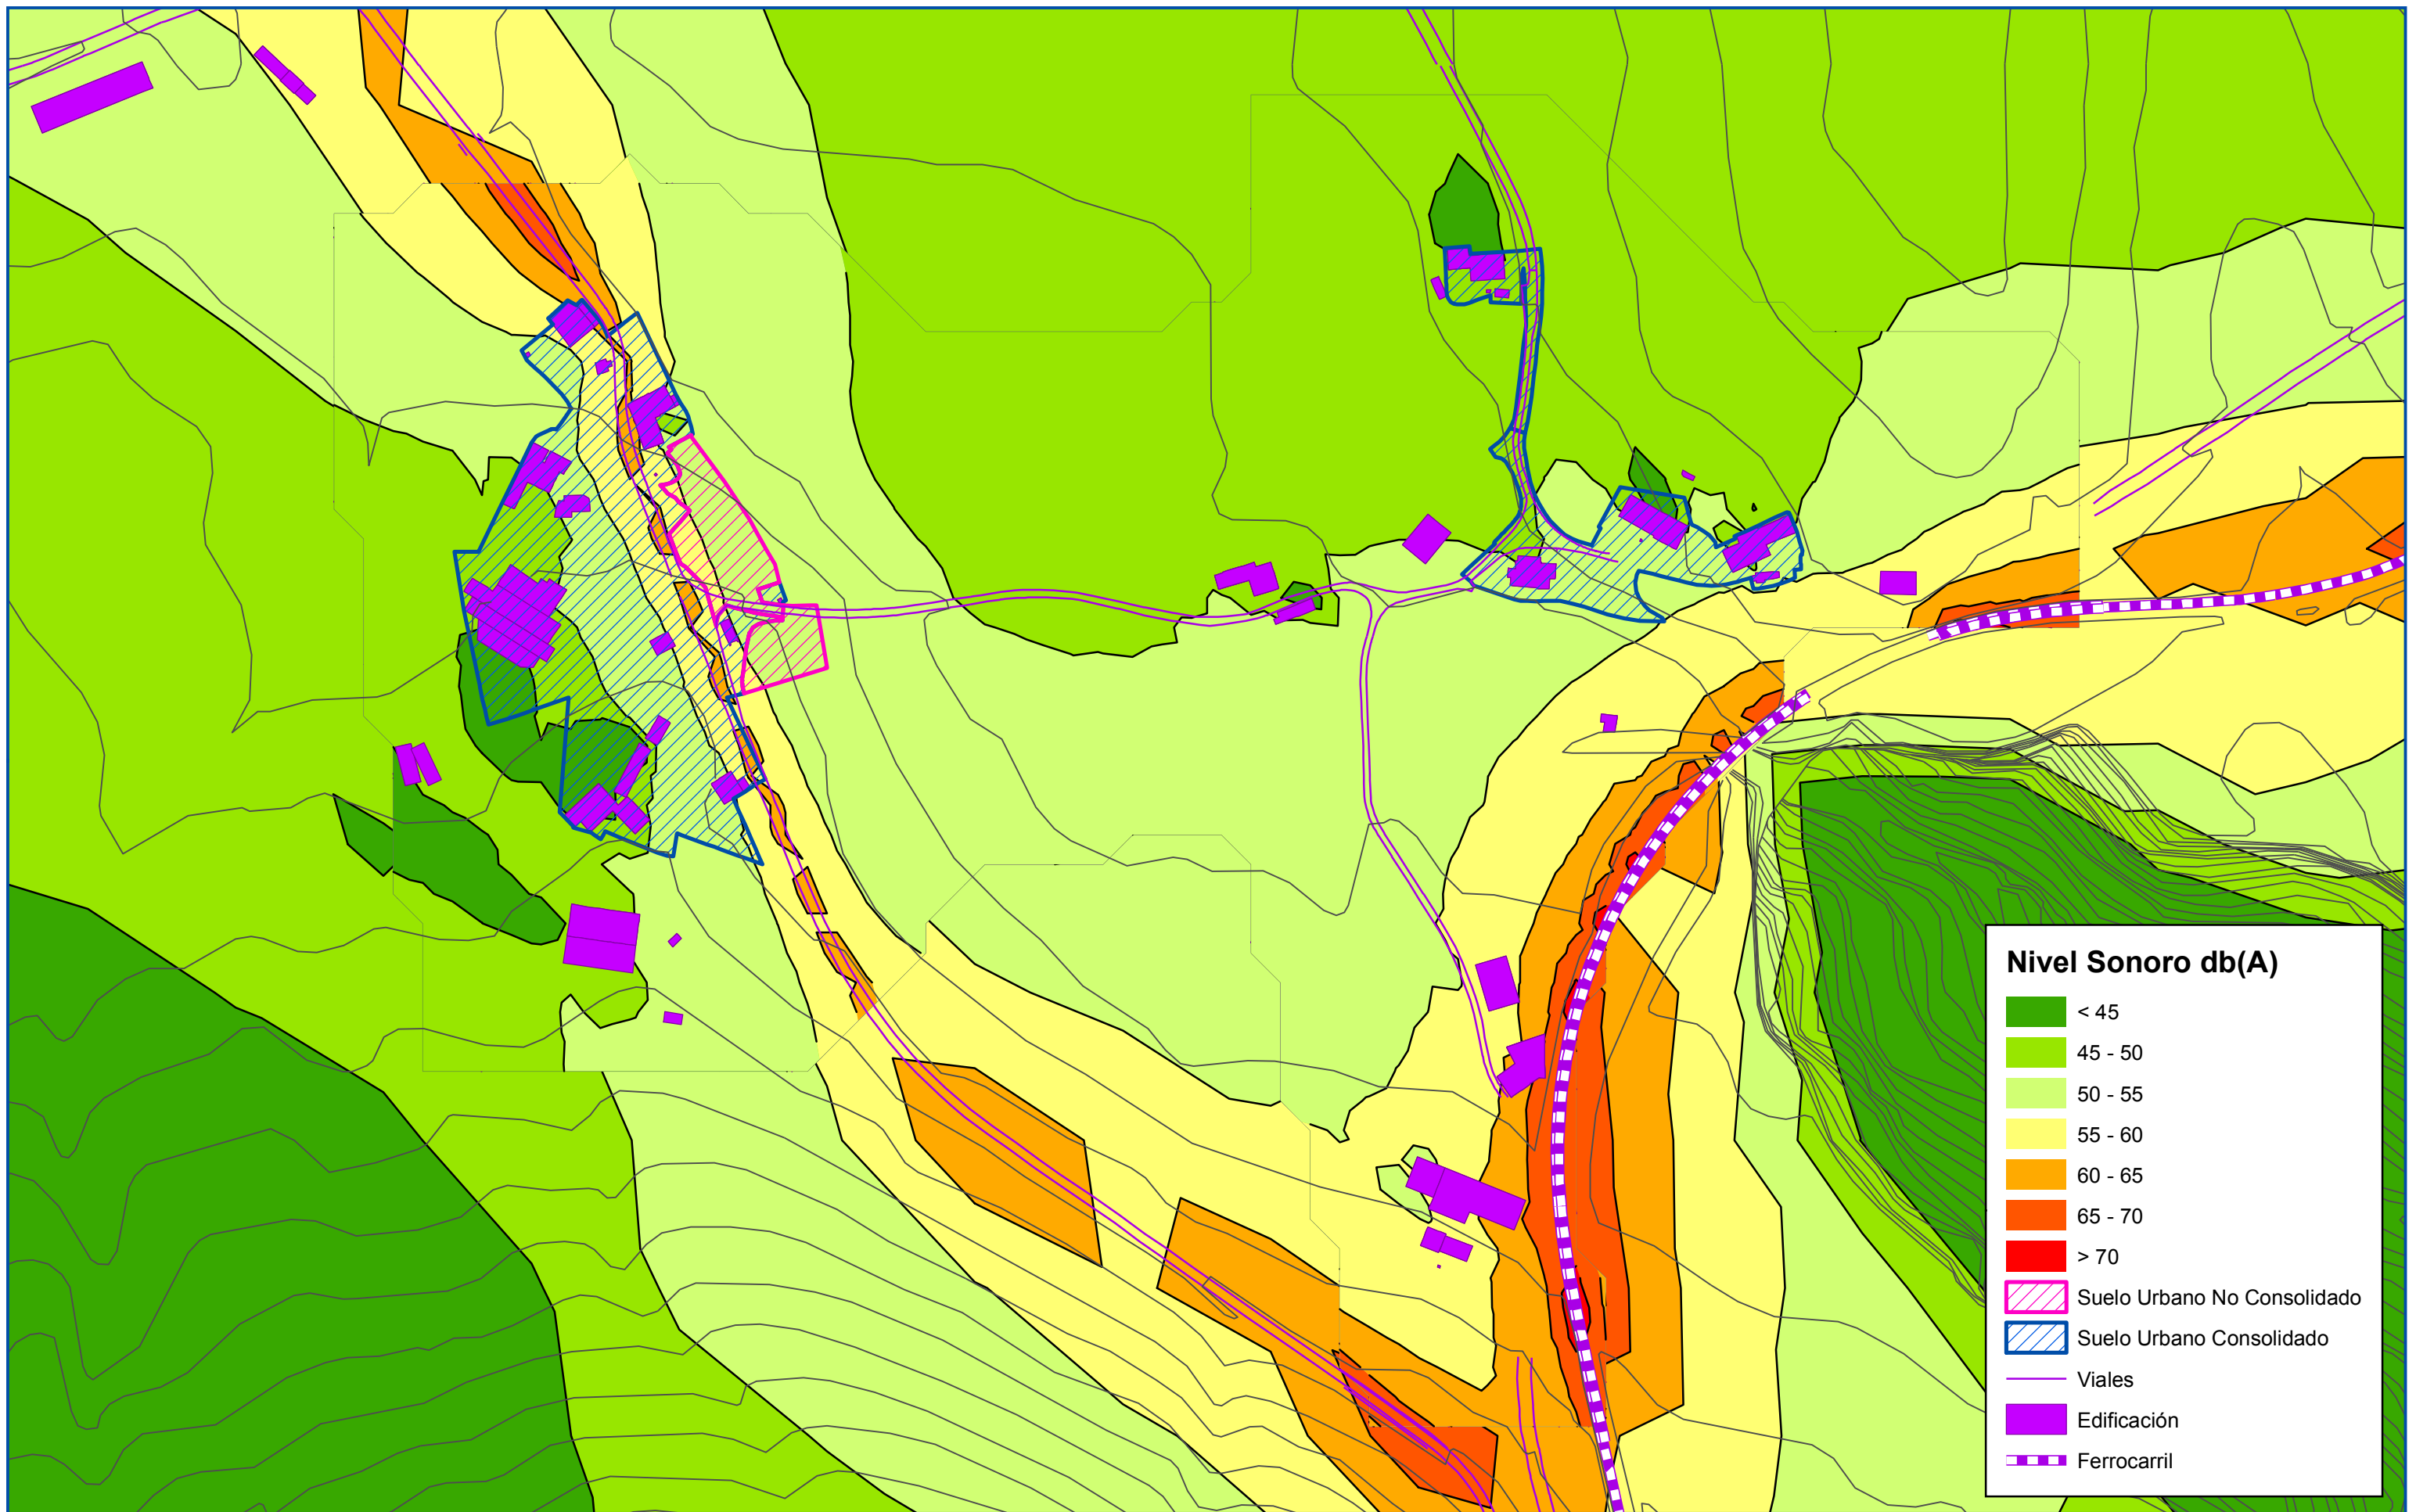 Nivel Sonoro db(A)
< 45
45 - 50
50 - 55
55 - 60
60 - 65
65 - 70
> 70
Suelo Urbano No Consolidado
Suelo Urbano Consolidado
Viales
Edificación
Ferrocarril